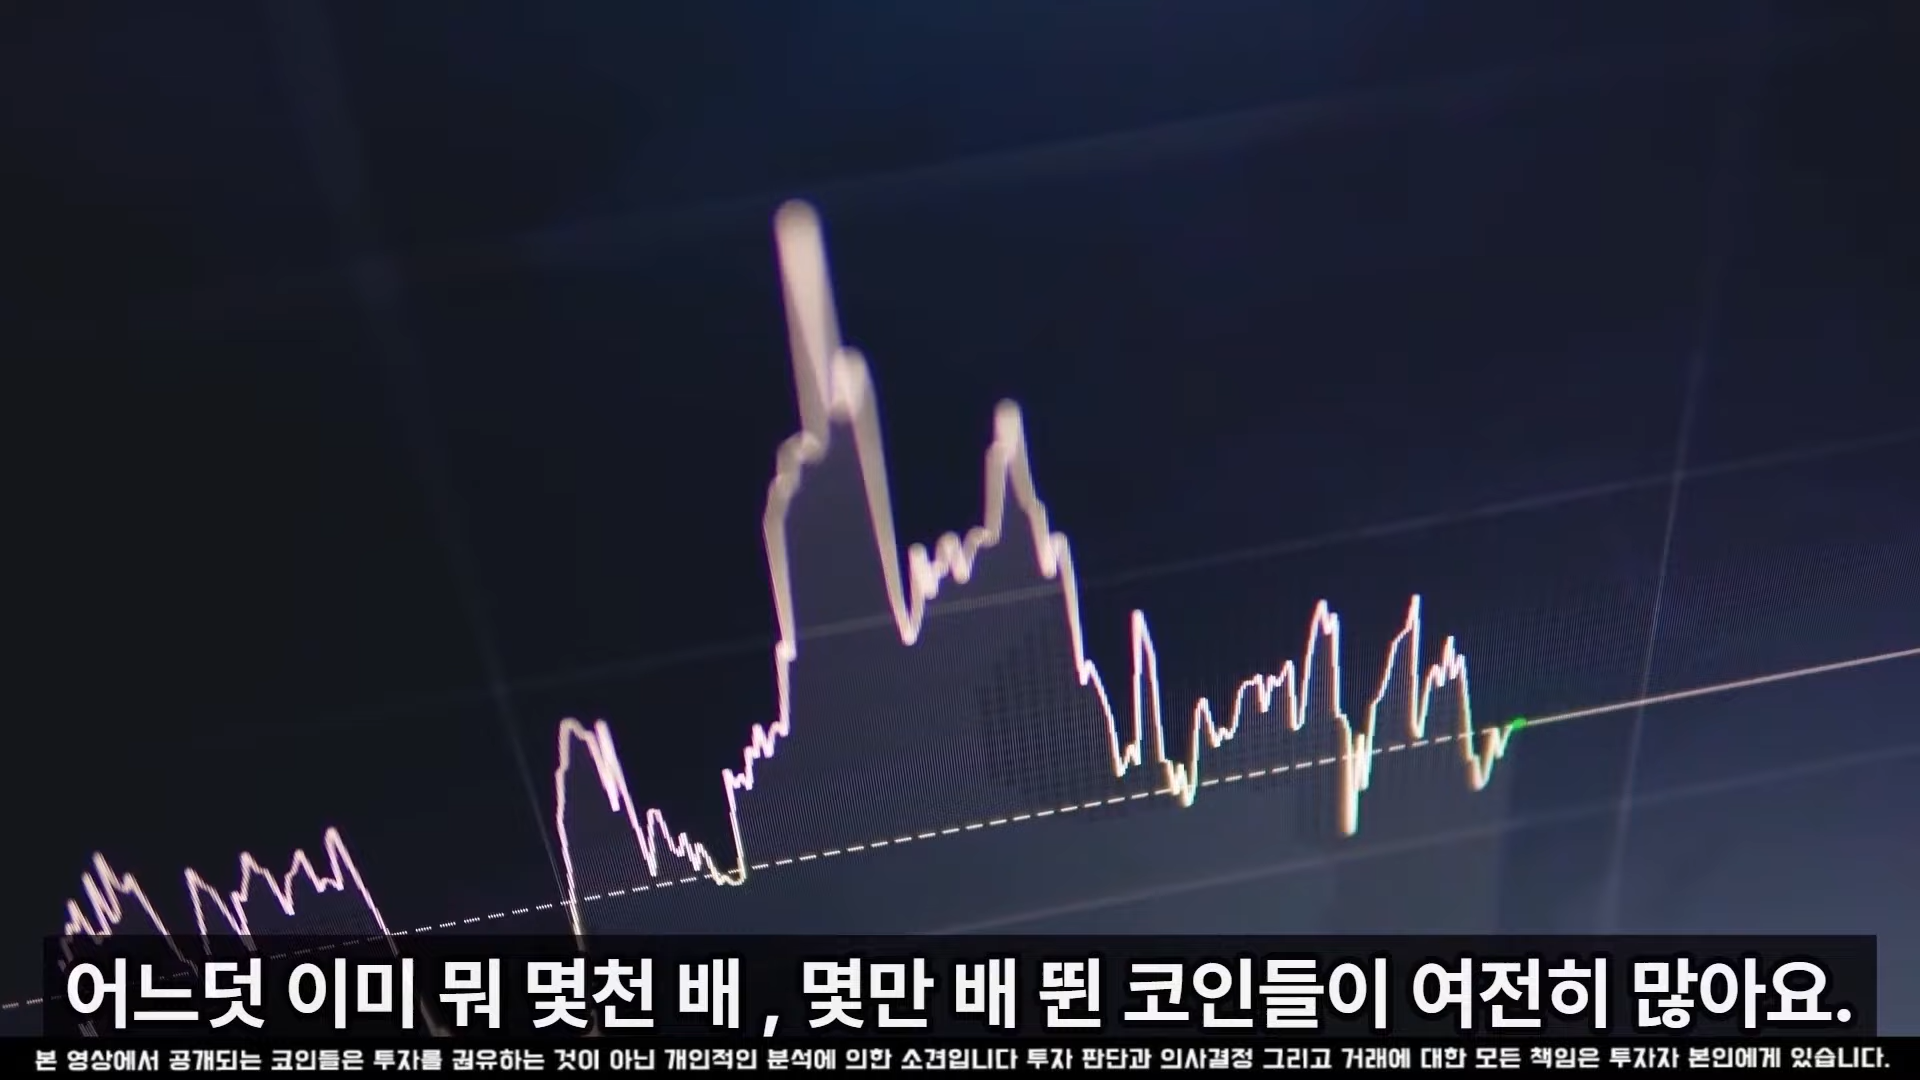 어느덧 이미 뭐 몇천 배 , 몇만 배 뛴 코인들이 여전히 많아요.
본 영상에서 공개되는 코인들은 투자를 권유하는 것이 아닌 개인적인 분석에 의한 소견입니다 투자 판단과 의사결정 그리고 거래에 대한 모든 책임은 투자자 본인에게 있습니다.